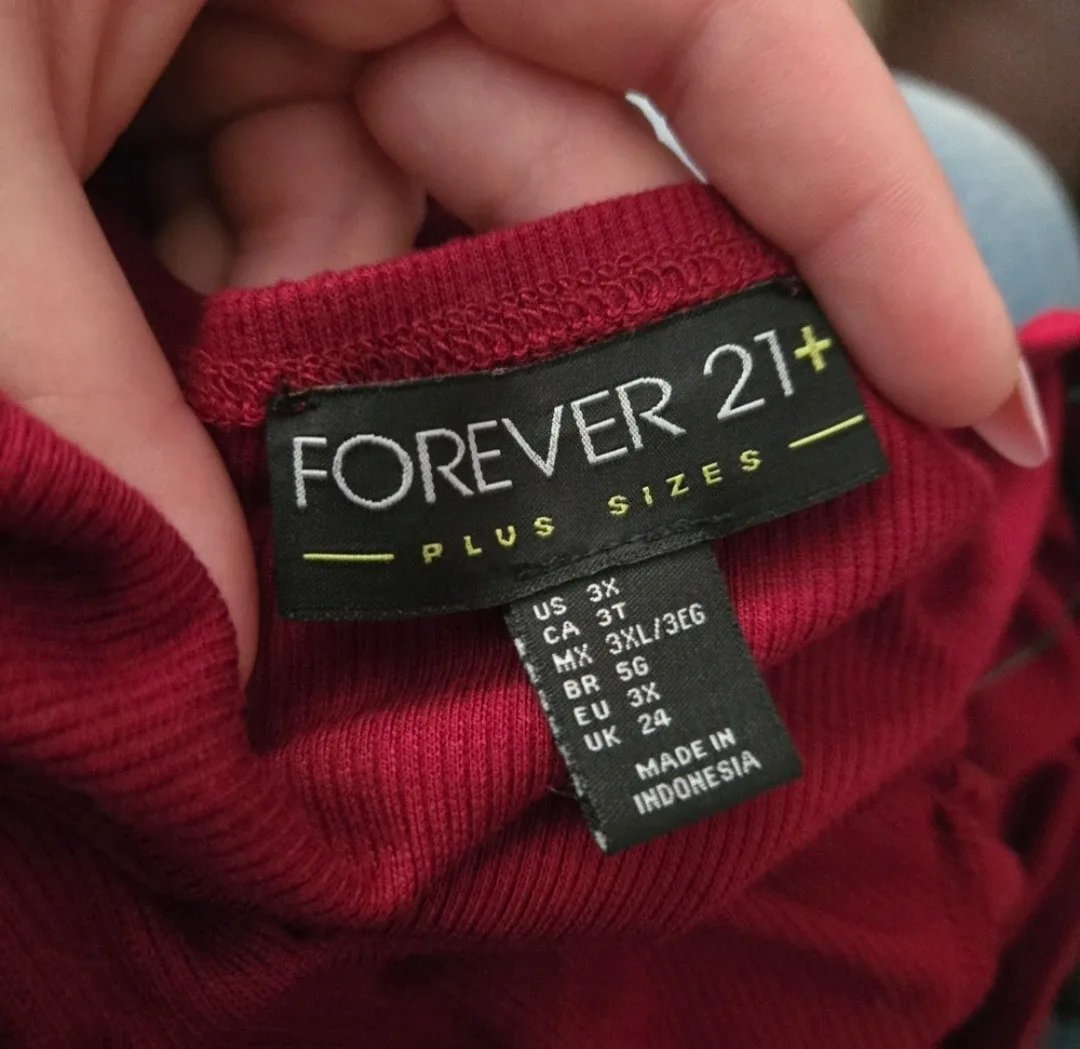 FOREVER 21+
PLUS SIZES
US 3X
CA 3T
MX 3XL/3EG
BR 5G
EU 3X
UK 24
MADE IN
INDONESIA